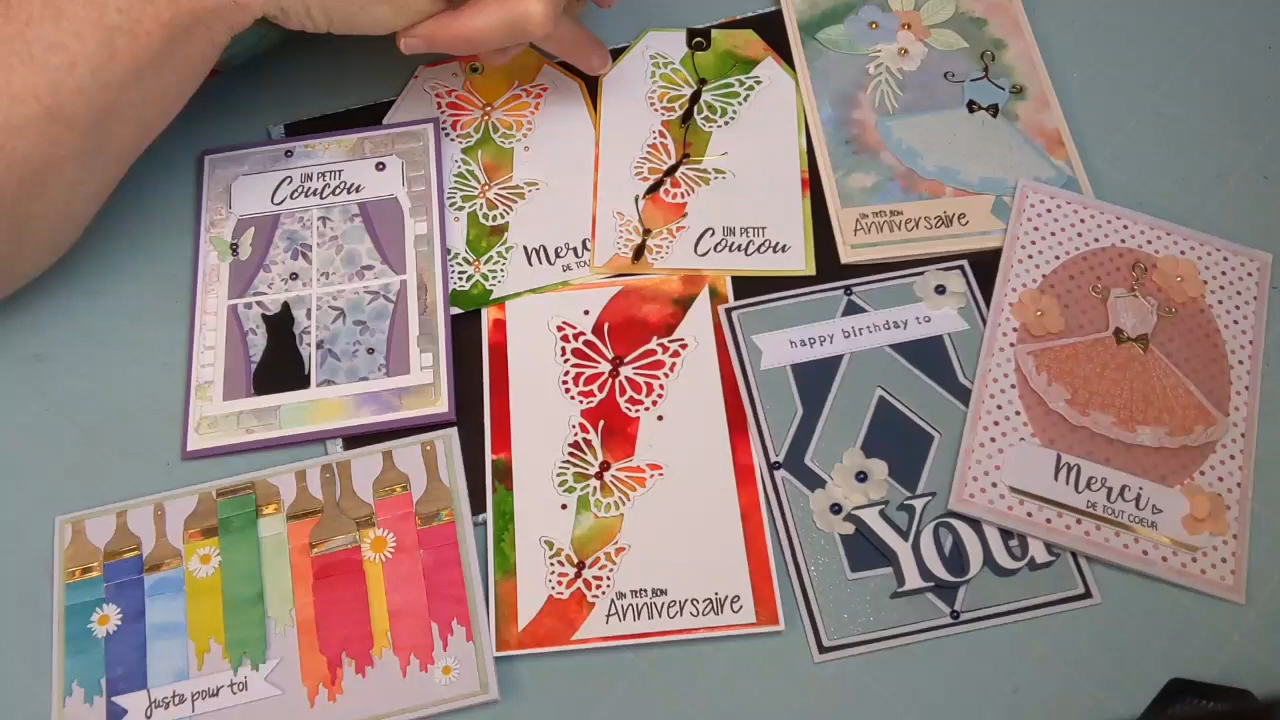 UN PETIT
Coucou
Merci
DE TOUT
UN PETIT
Coucou
UN TRÈS BON
Anniversaire
happy birthday to
You
Merci
DE TOUT COEUR
UN TRÈS BON
Anniversaire
Juste pour toi